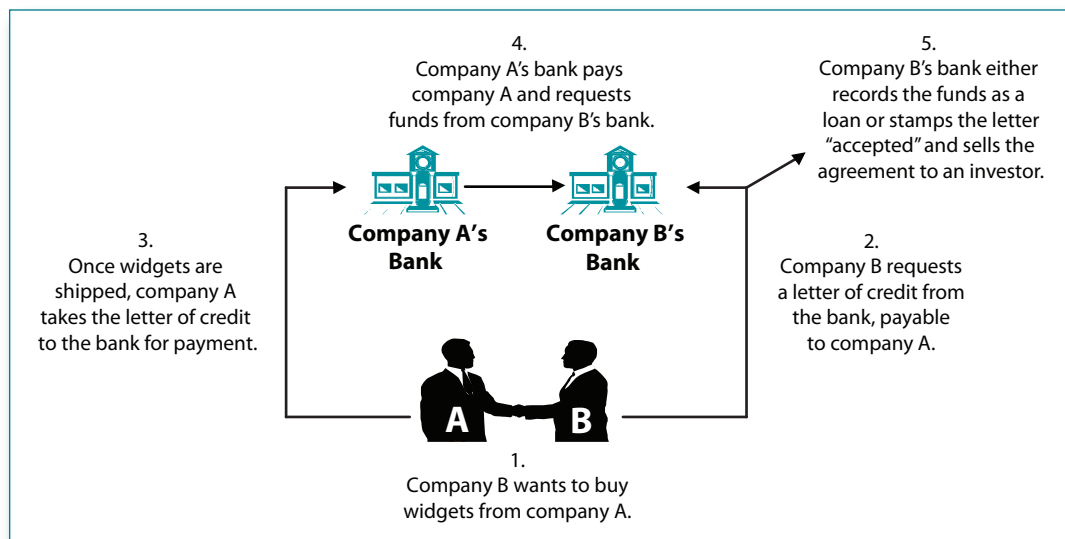 4.
Company A’s bank pays
company A and requests
funds from company B’s bank.
5.
Company B’s bank either
records the funds as a
loan or stamps the letter
“accepted” and sells the
agreement to an investor.
Company A’s
Bank
Company B’s
Bank
3.
Once widgets are
shipped, company A
takes the letter of credit
to the bank for payment.
2.
Company B requests
a letter of credit from
the bank, payable
to company A.
A
B
1.
Company B wants to buy
widgets from company A.